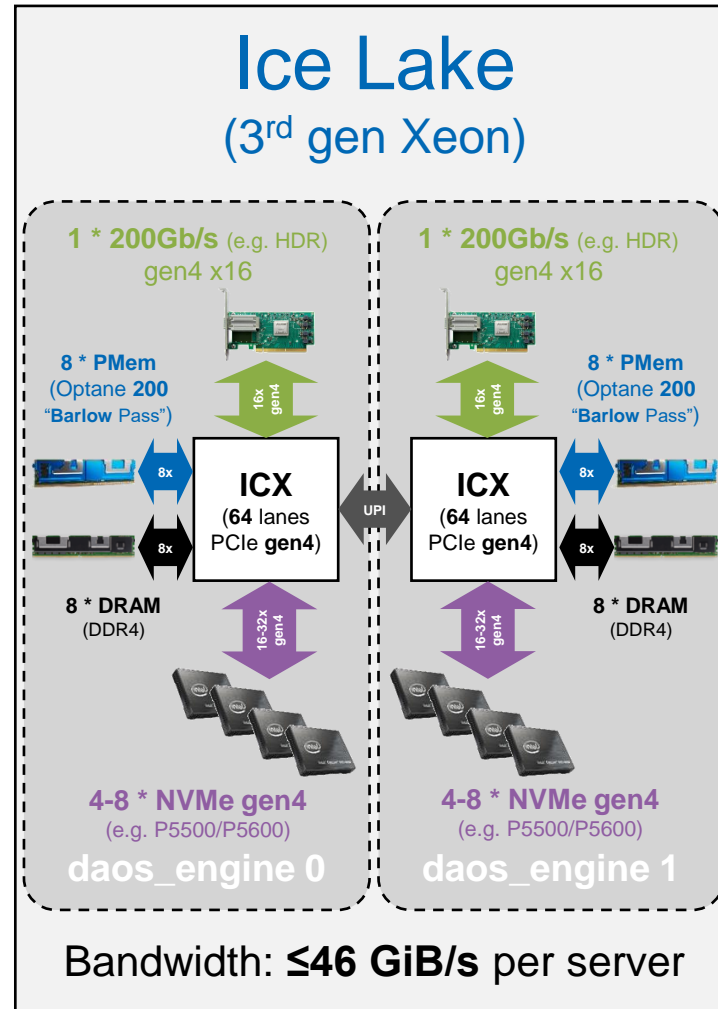 Ice Lake
(3rd gen Xeon)
1 * 200Gb/s (e.g. HDR)
gen4 x16
8 * PMem
(Optane 200
“Barlow Pass”)
16x
gen4
8x
8x
8 * DRAM
(DDR4)
ICX
(64 lanes
PCIe gen4)
16-32x
gen4
4-8 * NVMe gen4
(e.g. P5500/P5600)
daos_engine 0
UPI
1 * 200Gb/s (e.g. HDR)
gen4 x16
16x
gen4
8 * PMem
(Optane 200
“Barlow Pass”)
ICX
(64 lanes
PCIe gen4)
8x
8x
8 * DRAM
(DDR4)
16-32x
gen4
4-8 * NVMe gen4
(e.g. P5500/P5600)
daos_engine 1
Bandwidth: ≤46 GiB/s per server